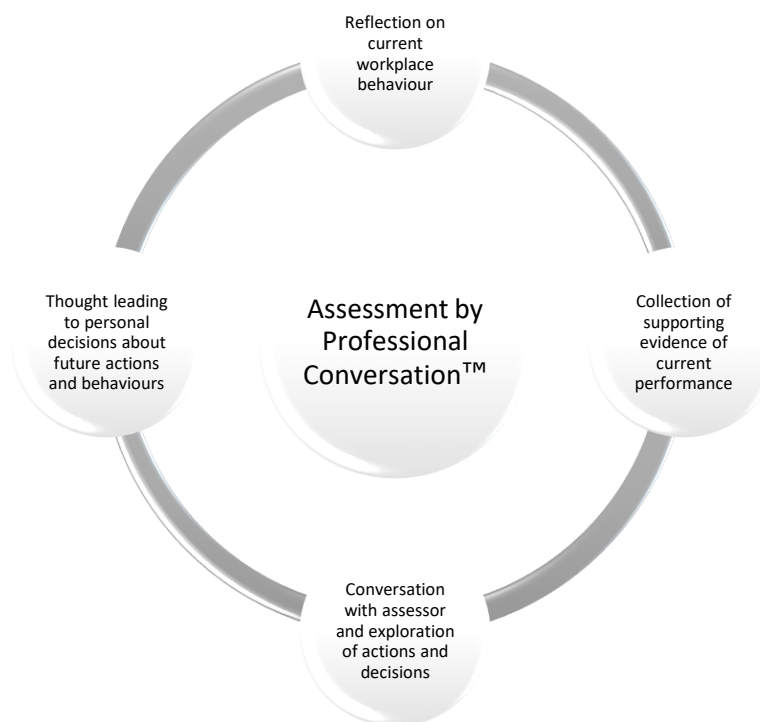 Reflection on
current
workplace
behaviour
Thought leading
to personal
decisions about
future actions
and behaviours
Assessment by
Professional
Conversation™
Collection of
supporting
evidence of
current
performance
Conversation
with assessor
and exploration
of actions and
decisions